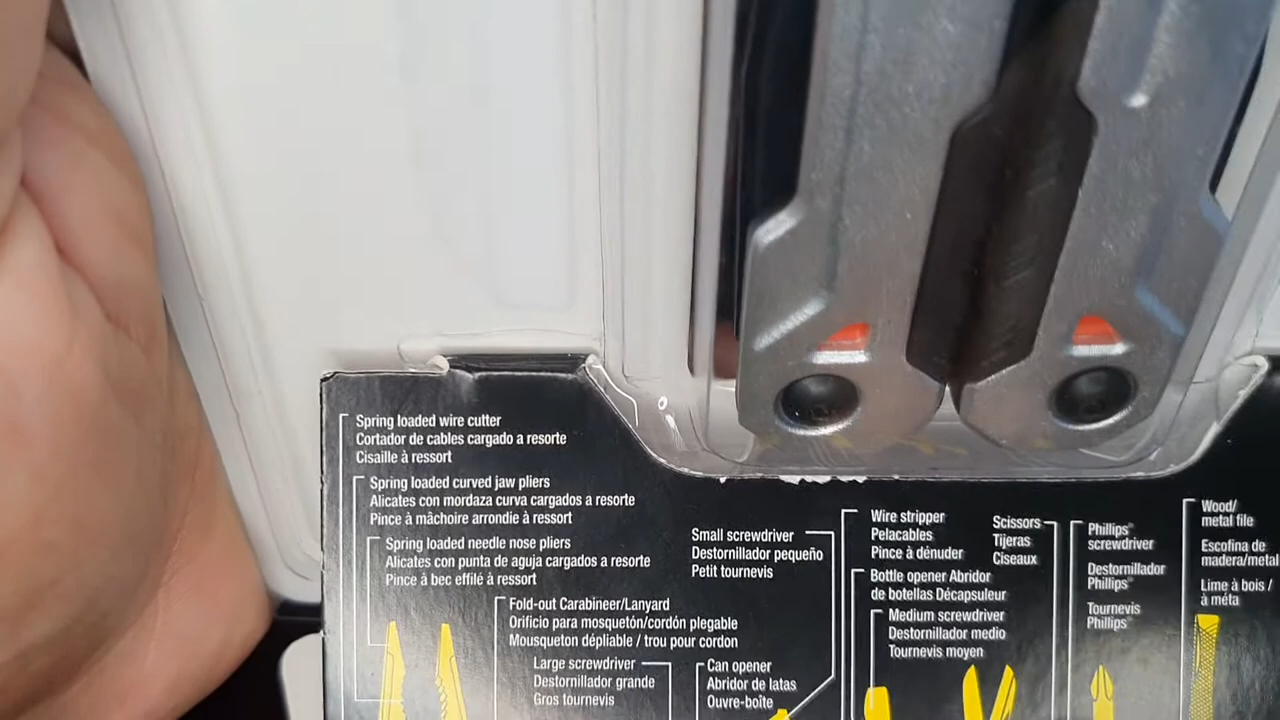 Spring loaded wire cutter
Cortador de cables cargado a resorte
Cisaille à ressort
Spring loaded curved jaw pliers
Alicates con mordaza curva cargados a resorte
Pince à mâchoire arrondie à ressort
Spring loaded needle nose pliers
Alicates con punta de aguja cargados a resorte
Pince à bec effilé à ressort
Fold-out Carabineer/Lanyard
Orificio para mosquetón/cordón plegable
Mousqueton dépliable / trou pour cordon
Large screwdriver
Destornillador grande
Gros tournevis
Small screwdriver
Destornillador pequeño
Petit tournevis
Can opener
Abridor de latas
Ouvre-boîte
Wire stripper
Pelacables
Pince à dénuder
Bottle opener Abridor
de botellas Décapsuleur
Medium screwdriver
Destornillador medio
Tournevis moyen
Scissors
Tijeras
Ciseaux
Phillips®
screwdriver
Destornillador
Phillips®
Tournevis
Phillips®
Wood/
metal file
Escofina de
madera/metal
Lime à bois /
à méta